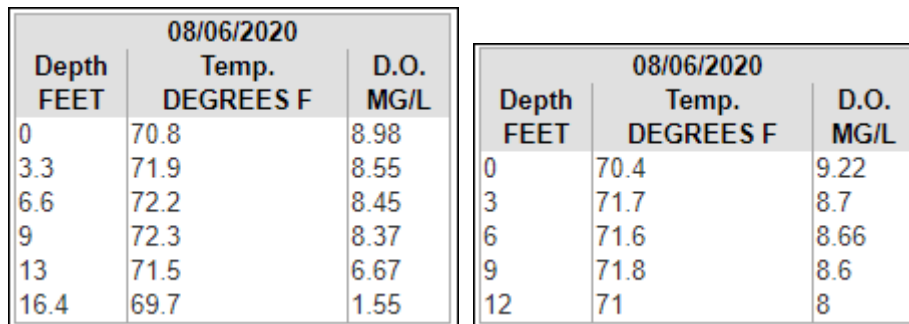 08/06/2020
Depth Temp. D.O.
FEET DEGREES F MG/L
0 70.8 8.98
3.3 71.9 8.55
6.6 72.2 8.45
9 72.3 8.37
13 71.5 6.67
16.4 69.7 1.55
08/06/2020
Depth Temp. D.O.
FEET DEGREES F MG/L
0 70.4 9.22
3 71.7 8.7
6 71.6 8.66
9 71.8 8.6
12 71 8